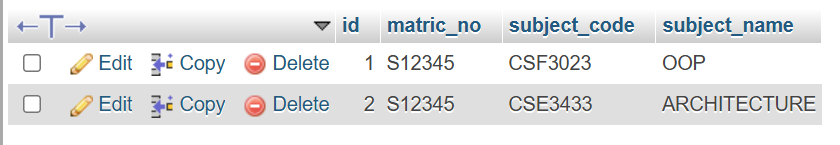 id matric_no subject_code subject_name
Edit Copy Delete 1 S12345 CSF3023 OOP
Edit Copy Delete 2 S12345 CSE3433 ARCHITECTURE